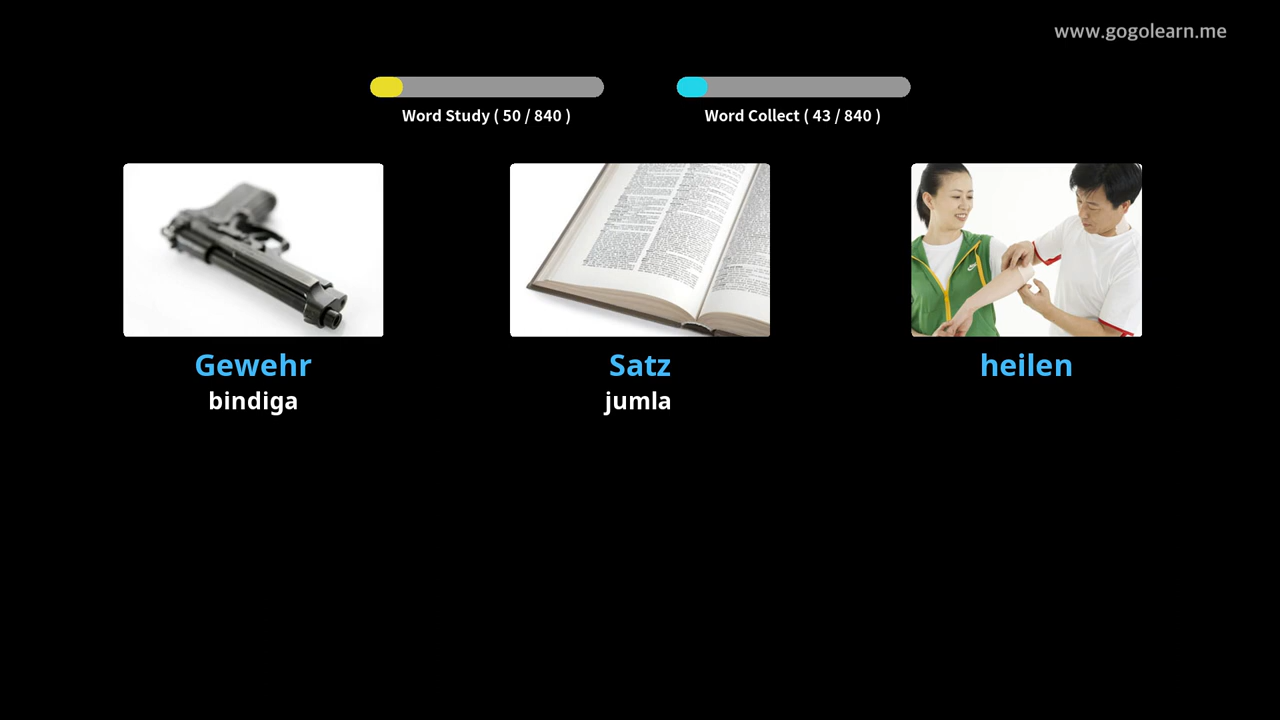 www.gogolearn.me
Word Study ( 50 / 840 )
Word Collect ( 43 / 840 )
Gewehr
bindiga
Satz
jumla
heilen